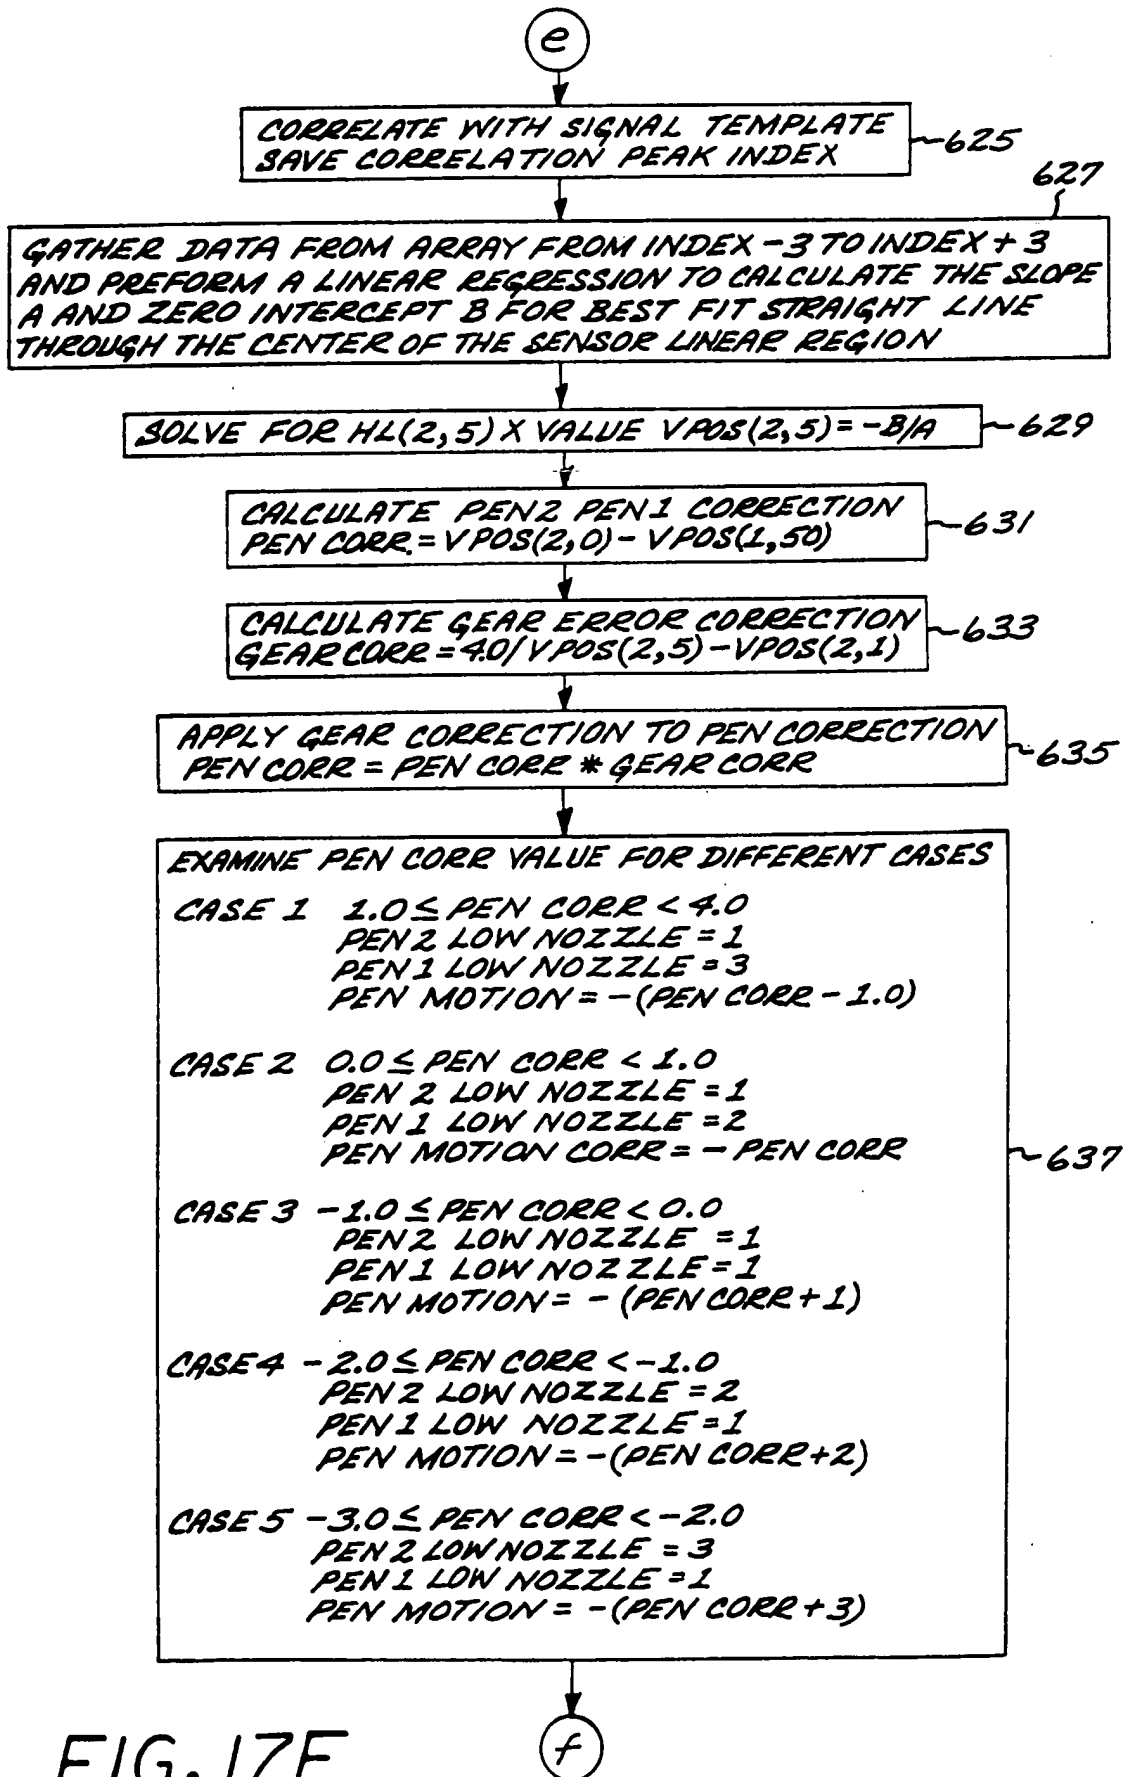 e
CORRELATE WITH SIGNAL TEMPLATE
SAVE CORRELATION PEAK INDEX
625
627
GATHER DATA FROM ARRAY FROM INDEX-3 TO INDEX+3
AND PREFORM A LINEAR REGRESSION TO CALCULATE THE SLOPE
A AND ZERO INTERCEPT B FOR BEST FIT STRAIGHT LINE
THROUGH THE CENTER OF THE SENSOR LINEAR REGION
SOLVE FOR HL(2,5) X VALUE VPOS(2,5)=-B/A
629
CALCULATE PEN2 PEN1 CORRECTION
PEN CORR.=VPOS(2,0)-VPOS(1,50)
631
CALCULATE GEAR ERROR CORRECTION
GEAR CORR=4.0/VPOS(2,5)-VPOS(2,1)
633
APPLY GEAR CORRECTION TO PEN CORRECTION
PEN CORR = PEN CORR * GEAR CORR
635
EXAMINE PEN CORR VALUE FOR DIFFERENT CASES
CASE 1 1.0 ≤ PEN CORR < 4.0
PEN 2 LOW NOZZLE = 1
PEN 1 LOW NOZZLE = 3
PEN MOTION = -(PEN CORR - 1.0)
CASE 2 0.0 ≤ PEN CORR < 1.0
PEN 2 LOW NOZZLE = 1
PEN 1 LOW NOZZLE = 2
PEN MOTION CORR = - PEN CORR
637
CASE 3 -1.0 ≤ PEN CORR < 0.0
PEN 2 LOW NOZZLE = 1
PEN 1 LOW NOZZLE = 1
PEN MOTION = - (PEN CORR + 1)
CASE 4 -2.0 ≤ PEN CORR < -1.0
PEN 2 LOW NOZZLE = 2
PEN 1 LOW NOZZLE = 1
PEN MOTION = -(PEN CORR+2)
CASE 5 -3.0 ≤ PEN CORR < -2.0
PEN 2 LOW NOZZLE = 3
PEN 1 LOW NOZZLE = 1
PEN MOTION = -(PEN CORR + 3)
f